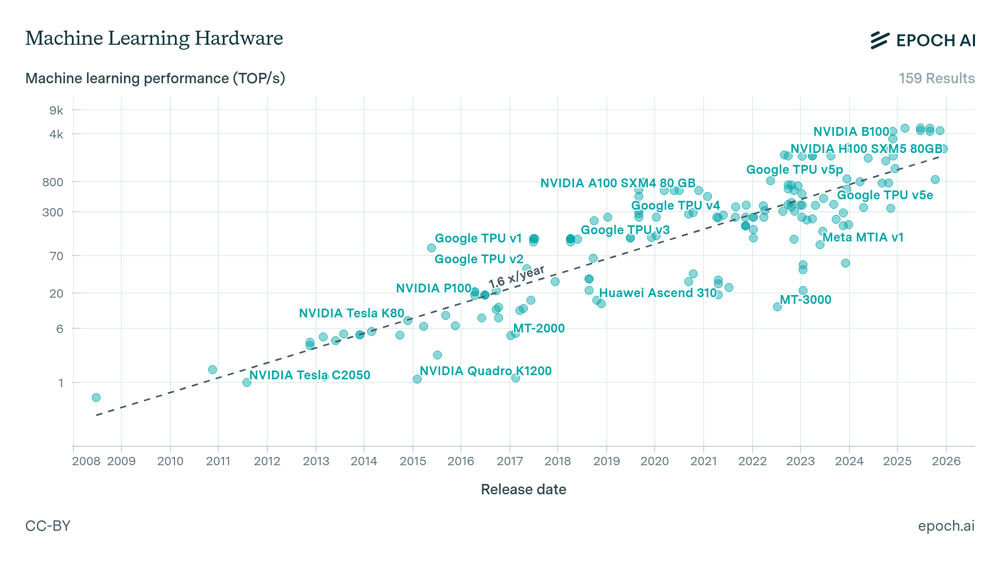 Machine Learning Hardware
EPOCH AI
Machine learning performance (TOP/s)
159 Results
9k
4k
800
300
70
20
6
1
NVIDIA B100
NVIDIA H100 SXM5 80GB
Google TPU v5p
NVIDIA A100 SXM4 80 GB
Google TPU v5e
Google TPU v4
Google TPU v3
Google TPU v1
Meta MTIA v1
Google TPU v2
1.6 x/year
NVIDIA P100
Huawei Ascend 310
MT-3000
NVIDIA Tesla K80
MT-2000
NVIDIA Quadro K1200
NVIDIA Tesla C2050
2008 2009 2010 2011 2012 2013 2014 2015 2016 2017 2018 2019 2020 2021 2022 2023 2024 2025 2026
Release date
CC-BY
epoch.ai